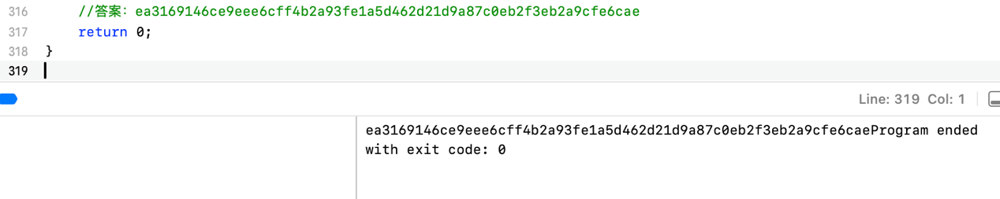 316 //答案：ea3169146ce9eee6cff4b2a93fe1a5d462d21d9a87c0eb2f3eb2a9cfe6cae
317 return 0;
318 }
319
Line: 319 Col: 1
ea3169146ce9eee6cff4b2a93fe1a5d462d21d9a87c0eb2f3eb2a9cfe6caeProgram ended
with exit code: 0